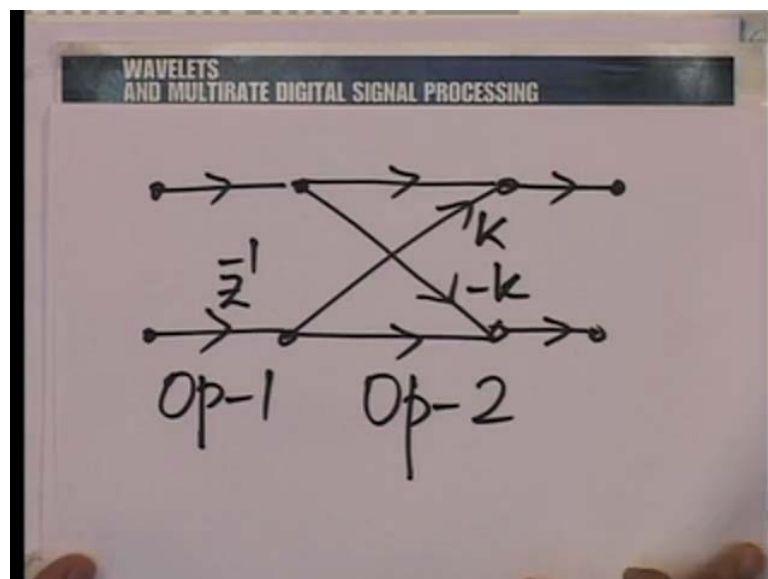 WAVELETS
AND MULTIRATE DIGITAL SIGNAL PROCESSING
K
z⁻¹
-k
Op-1 Op-2